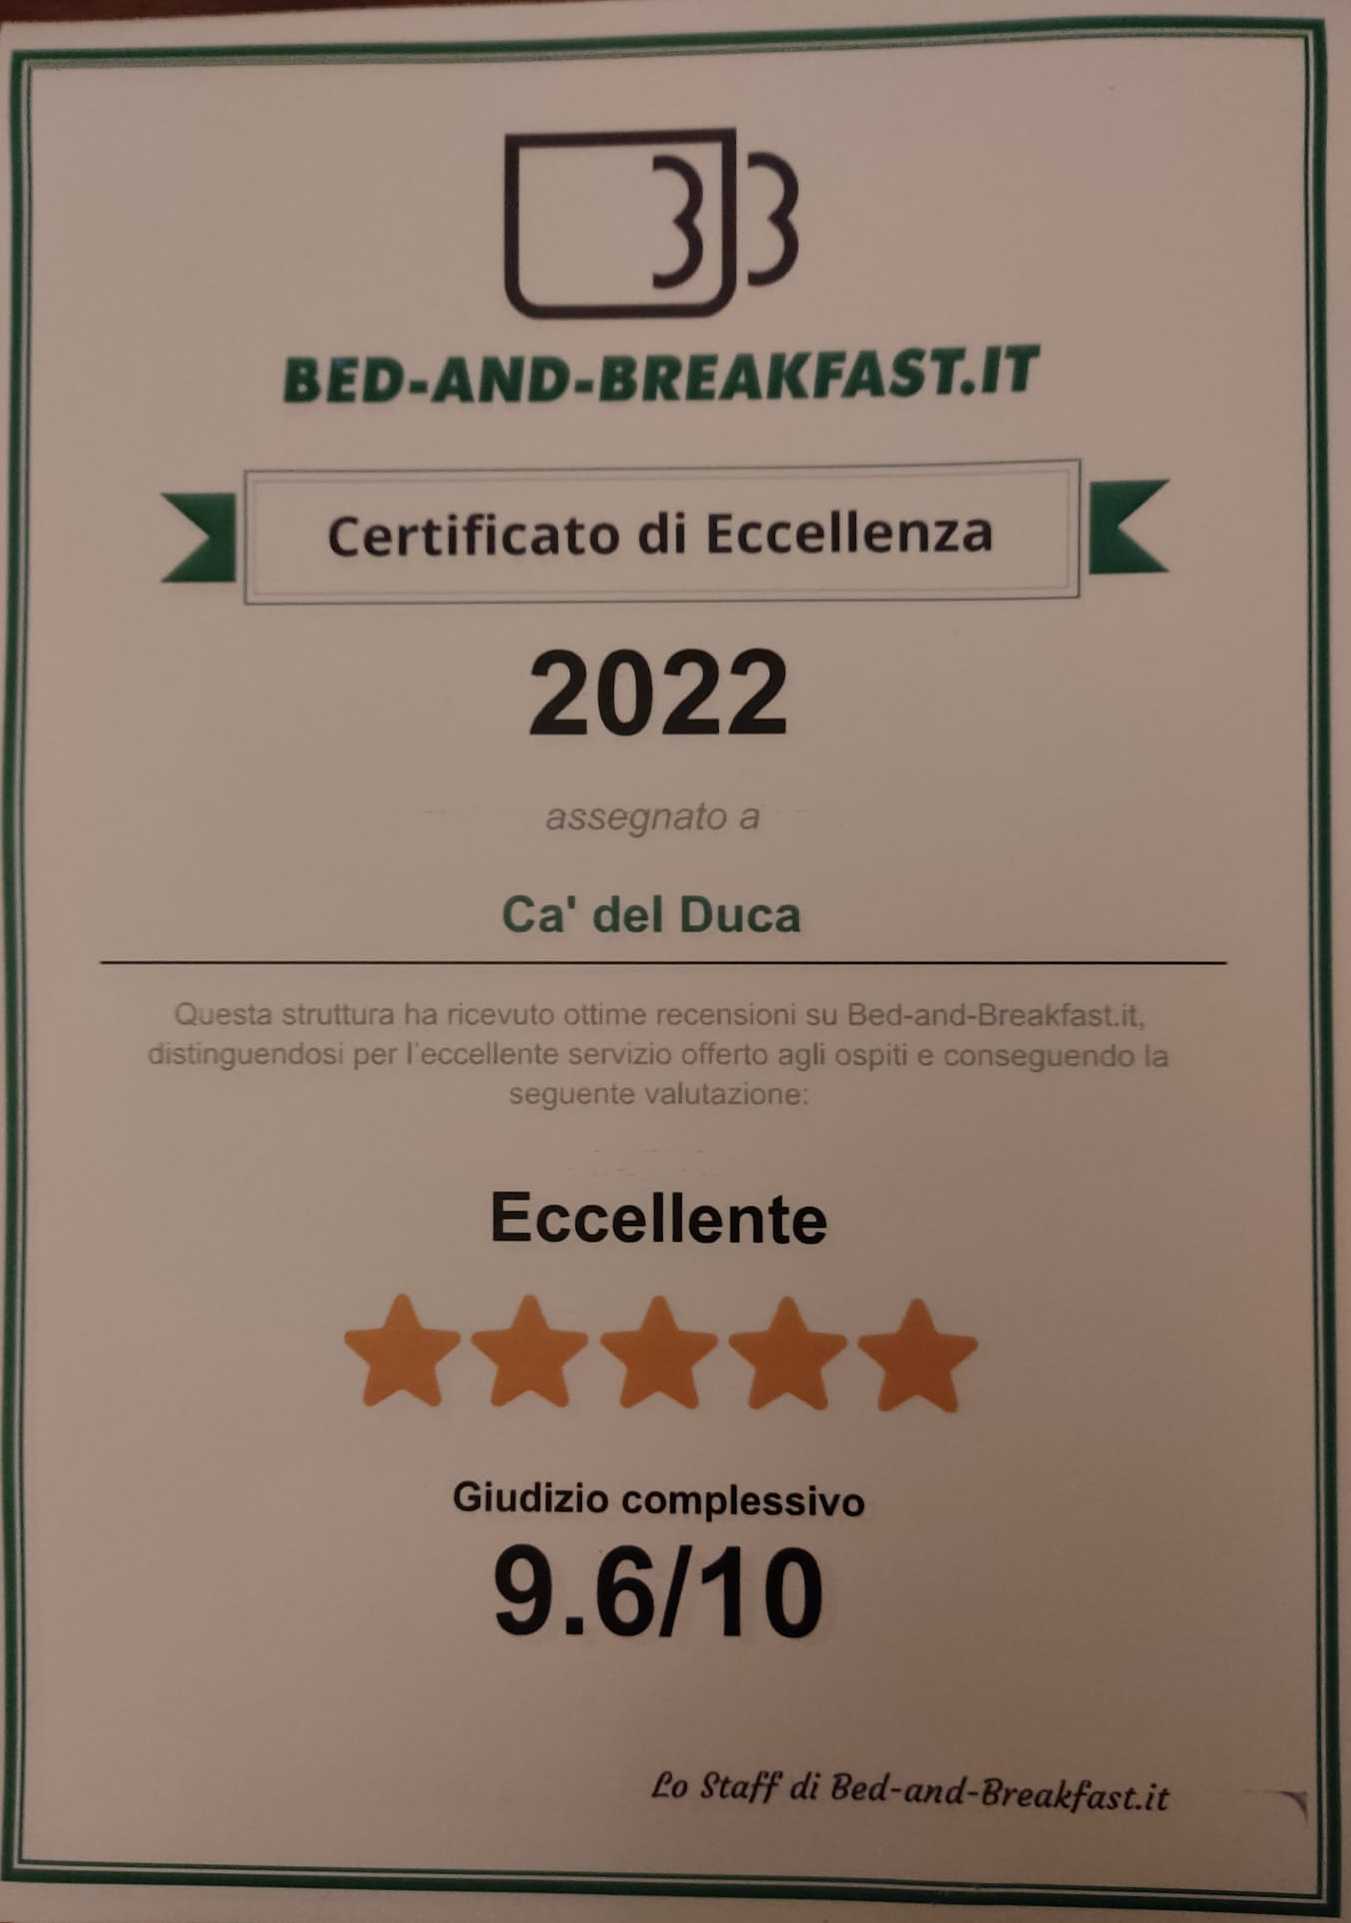 BB
BED-AND-BREAKFAST.IT
Certificato di Eccellenza
2022
assegnato a
Ca' del Duca
Questa struttura ha ricevuto ottime recensioni su Bed-and-Breakfast.it,
distinguendosi per l'eccellente servizio offerto agli ospiti e conseguendo la
seguente valutazione:
Eccellente
Giudizio complessivo
9.6/10
Lo Staff di Bed-and-Breakfast.it